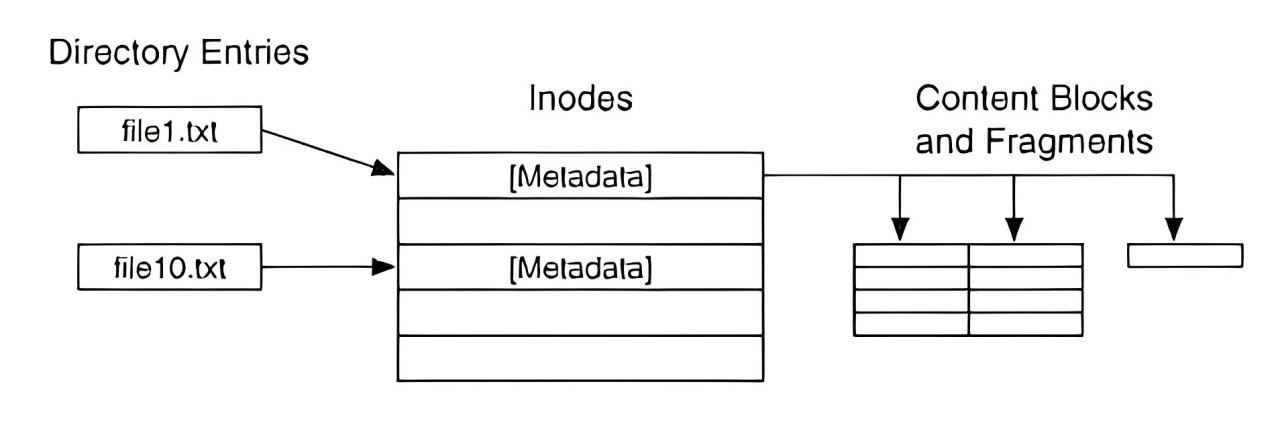 Directory Entries
file1.txt
file10.txt
Inodes
[Metadata]
[Metadata]
Content Blocks
and Fragments